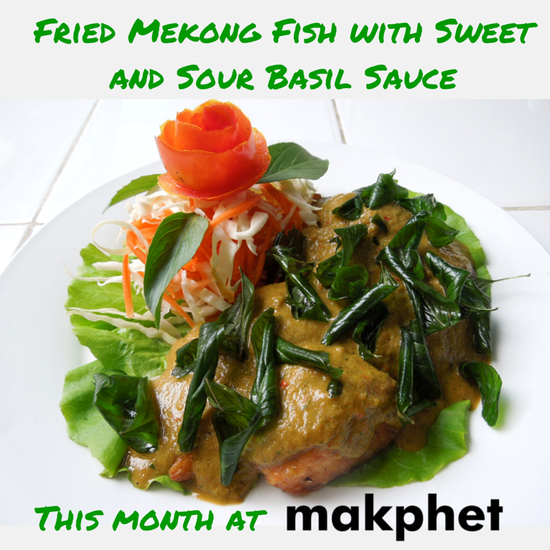 Fried Mekong Fish with Sweet
and Sour Basil Sauce
This month at makphet